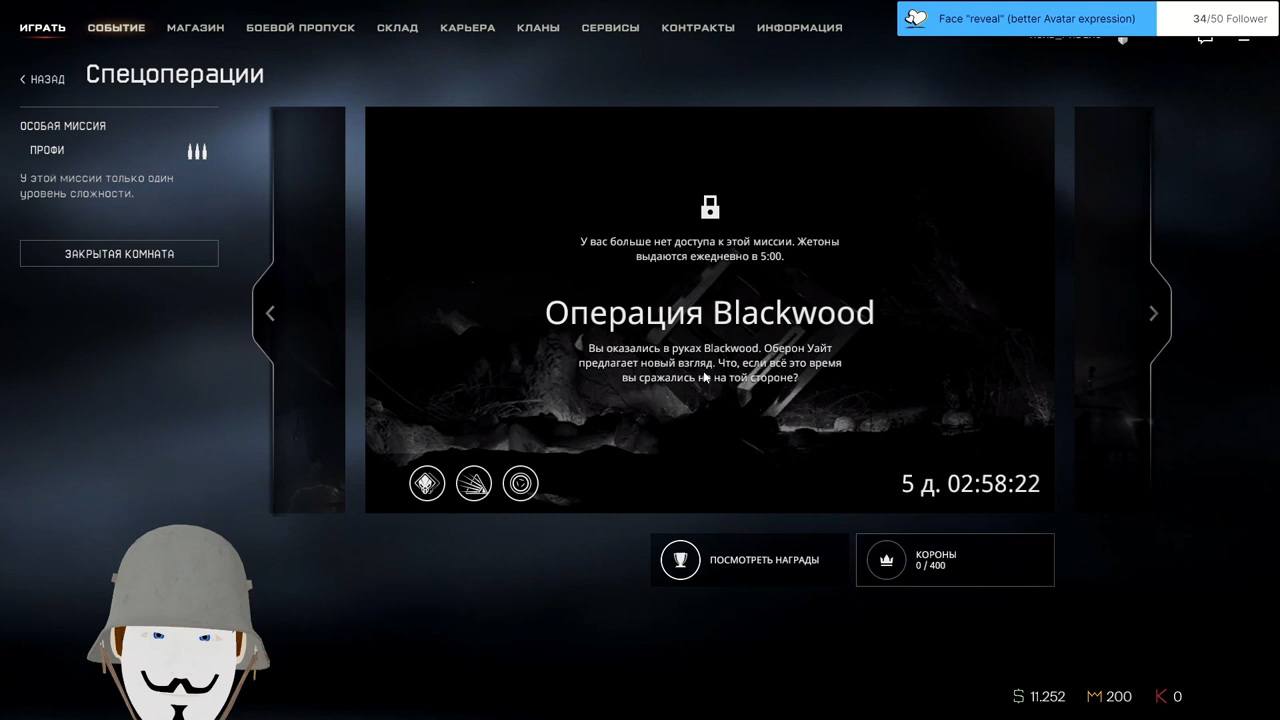 ИГРАТЬ СОБЫТИЕ МАГАЗИН БОЕВОЙ ПРОПУСК СКЛАД КАРЬЕРА КЛАНЫ СЕРВИСЫ КОНТРАКТЫ ИНФОРМАЦИЯ
Face "reveal" (better Avatar expression) 34/50 Follower
НАЗАД Спецоперации
ОСОБАЯ МИССИЯ
ПРОФИ
У этой миссии только один
уровень сложности.
ЗАКРЫТАЯ КОМНАТА
У вас больше нет доступа к этой миссии. Жетоны
выдаются ежедневно в 5:00.
Операция Blackwood
Вы оказались в руках Blackwood. Оберон Уайт
предлагает новый взгляд. Что, если всё это время
вы сражались не на той стороне?
5 д. 02:58:22
ПОСМОТРЕТЬ НАГРАДЫ
КОРОНЫ
0 / 400
11.252 200 0